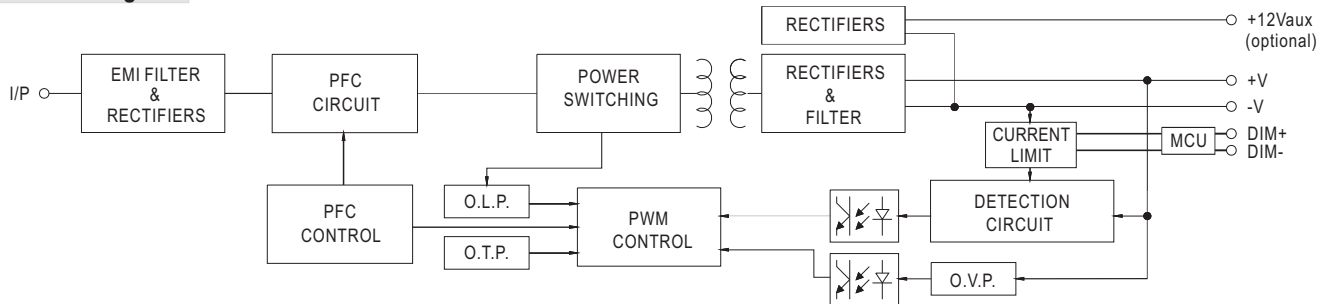 RECTIFIERS
+12Vaux
(optional)
I/P
EMI FILTER
&
RECTIFIERS
PFC
CIRCUIT
POWER
SWITCHING
RECTIFIERS
&
FILTER
+V
-V
CURRENT
LIMIT
MCU
DIM+
DIM-
PFC
CONTROL
O.L.P.
O.T.P.
PWM
CONTROL
DETECTION
CIRCUIT
O.V.P.